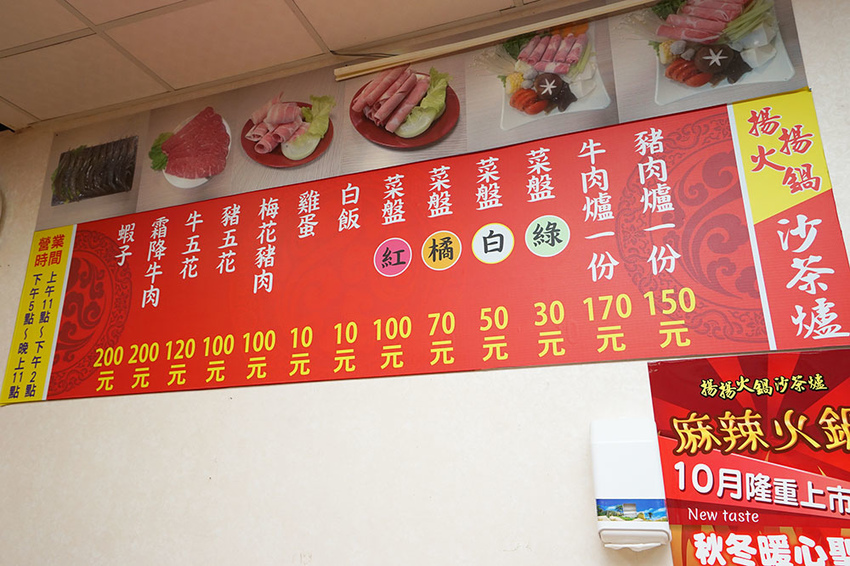 揚揚火鍋
沙茶爐
豬肉爐一份 150元
牛肉爐一份 170元
菜盤 綠 30元
菜盤 白 50元
菜盤 橘 70元
菜盤 紅 100元
白飯 10元
雞蛋 10元
梅花豬肉 100元
豬五花 100元
牛五花 120元
霜降牛肉 200元
蝦子 200元
營業時間
上午11點~下午2點
下午5點~晚上11點
揚揚火鍋沙茶爐
麻辣火鍋
10月隆重上市
New taste
秋冬暖心聖